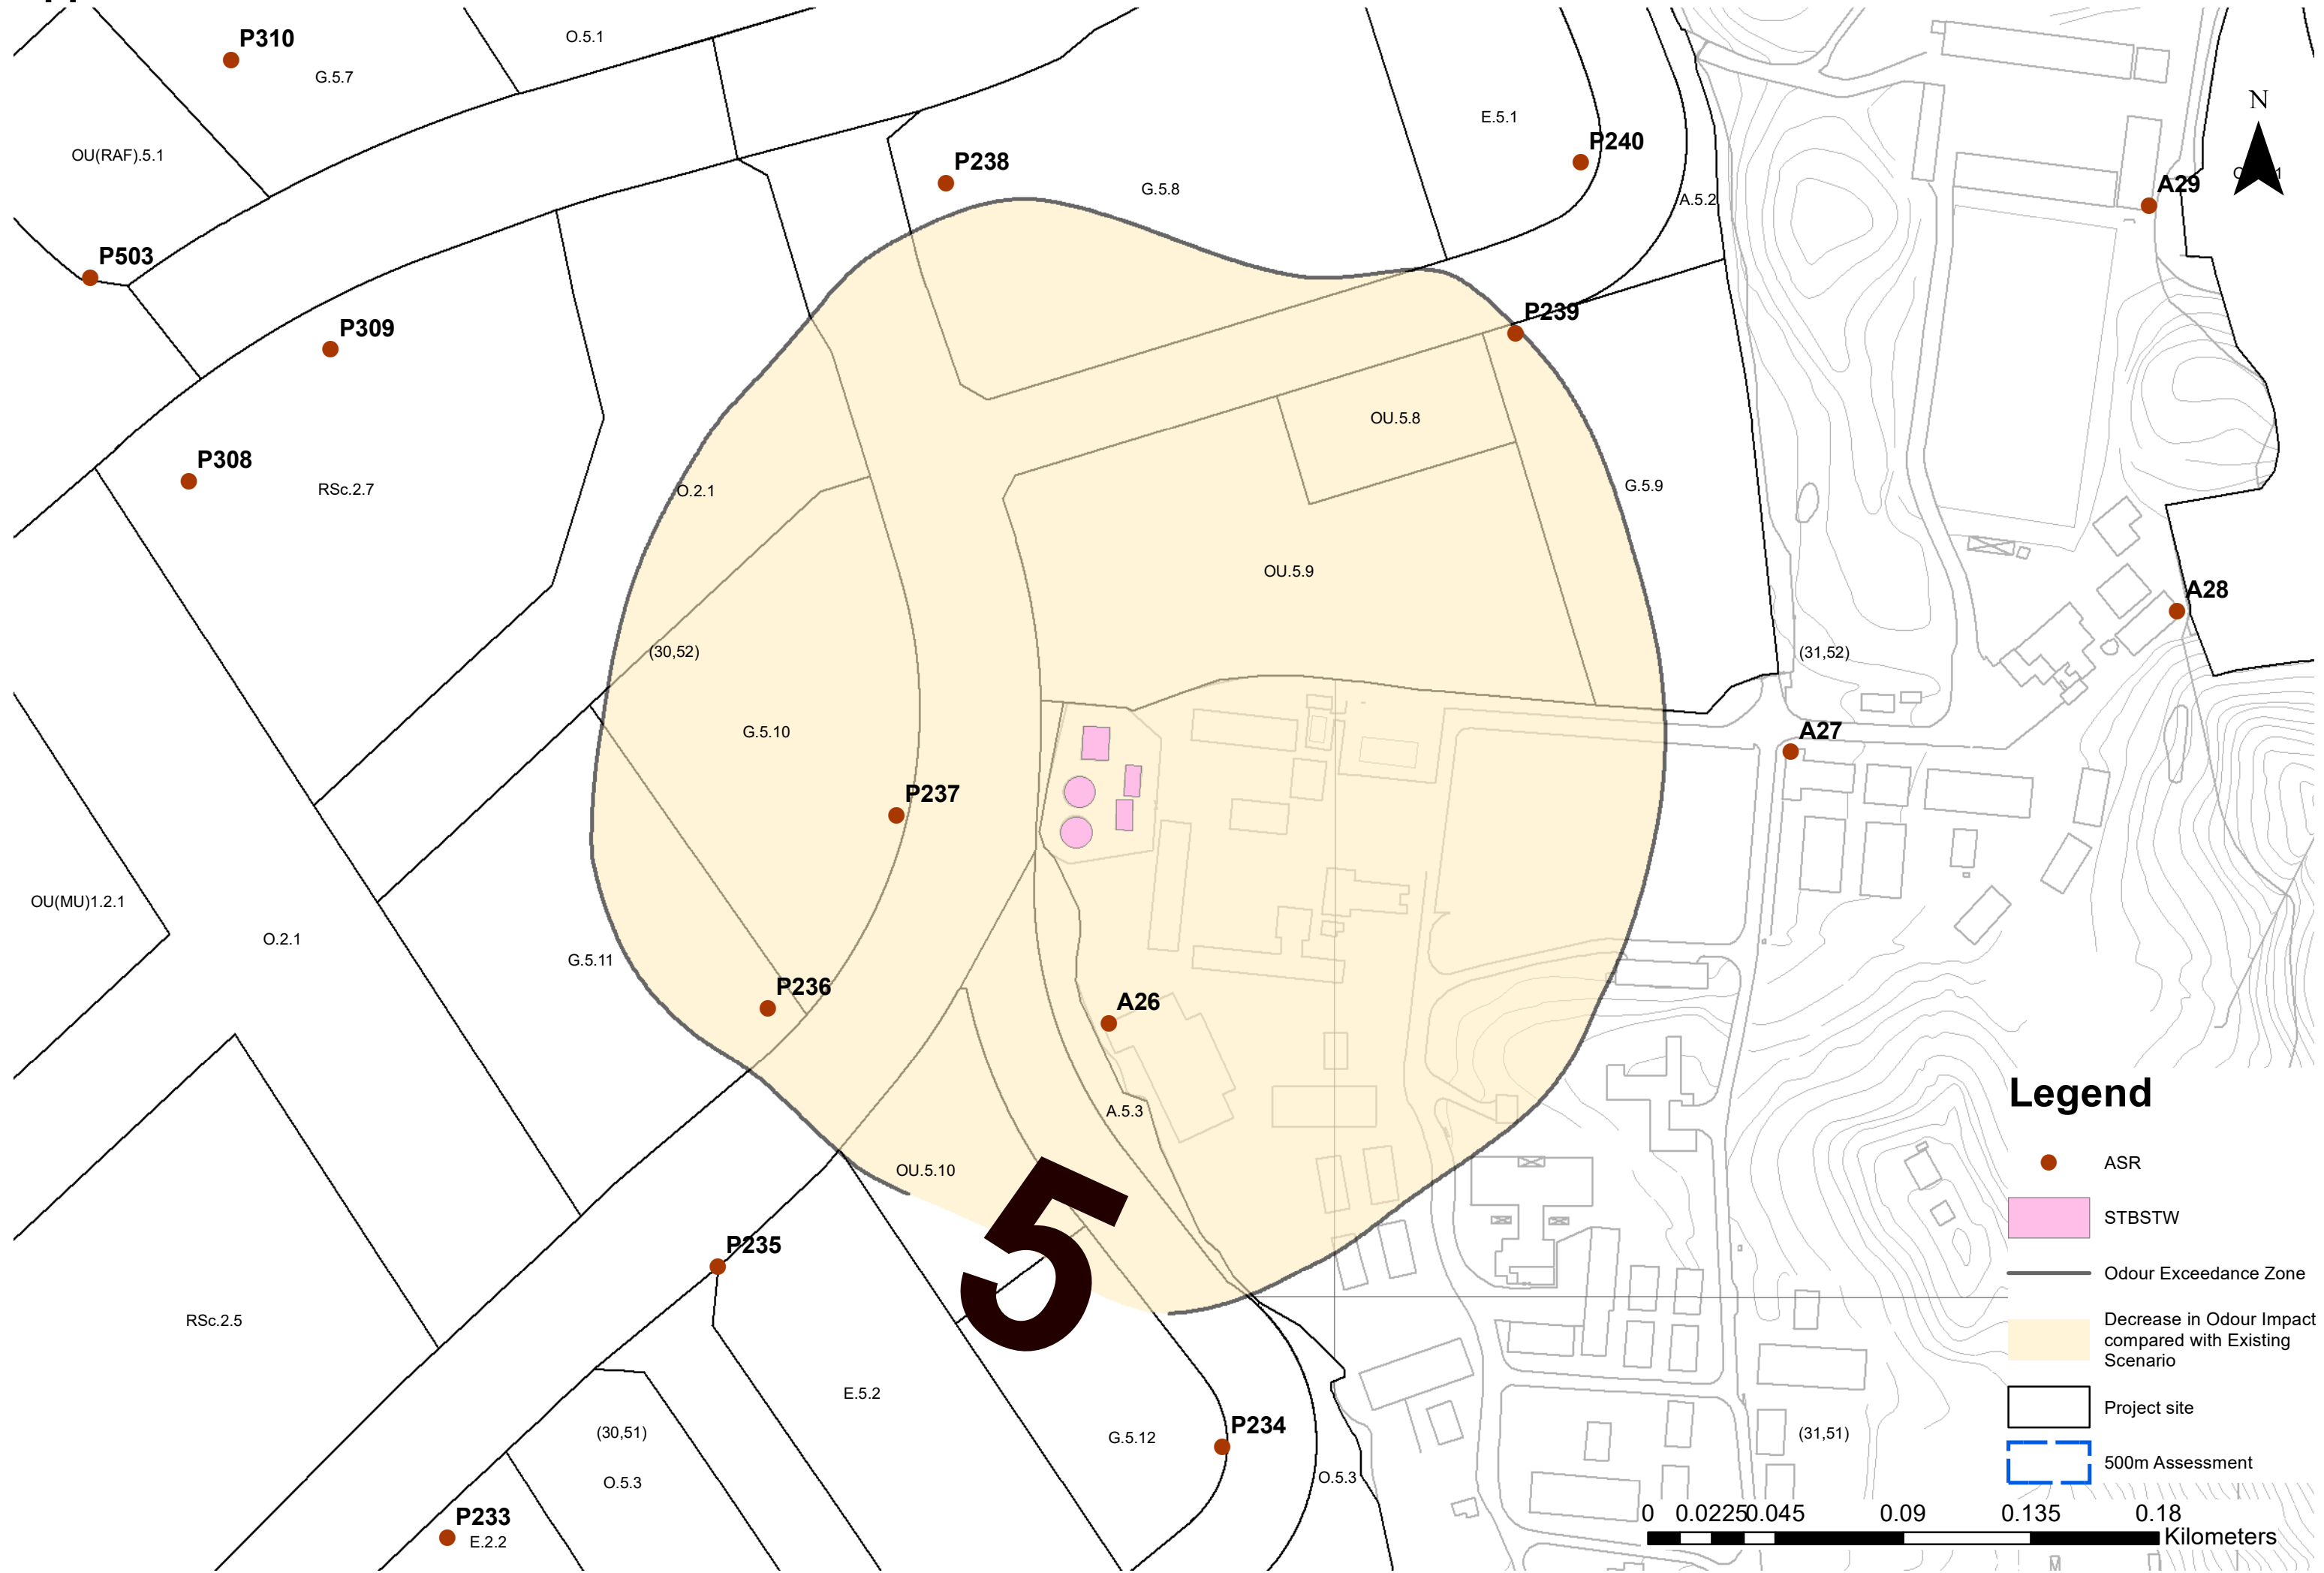 P310
O.5.1
G.5.7
E.5.1
N
P240
OU(RAF).5.1
P238
G.5.8
A.5.2
A29
P503
P309
P239
OU.5.8
P308
RSc.2.7
O.2.1
G.5.9
OU.5.9
A28
(30,52)
(31,52)
G.5.10
A27
P237
OU(MU)1.2.1
O.2.1
G.5.11
P236
A26
A.5.3
OU.5.10
5
P235
RSc.2.5
E.5.2
(30,51)
G.5.12
P234
O.5.3
O.5.3
(31,51)
P233
E.2.2
Legend
ASR
STBSTW
Odour Exceedance Zone
Decrease in Odour Impact
compared with Existing
Scenario
Project site
500m Assessment
0 0.0225 0.045 0.09 0.135 0.18
Kilometers